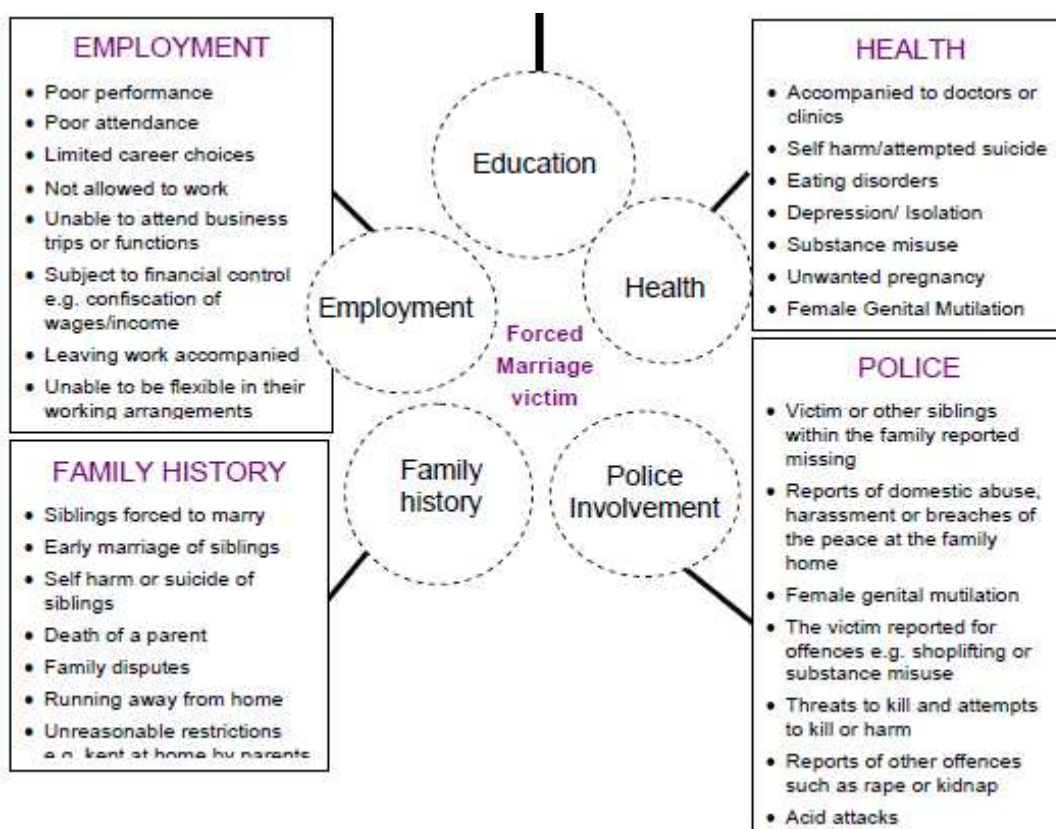 EMPLOYMENT
• Poor performance
• Poor attendance
• Limited career choices
• Not allowed to work
• Unable to attend business
trips or functions
• Subject to financial control
e.g. confiscation of
wages/income
• Leaving work accompanied
• Unable to be flexible in their
working arrangements
FAMILY HISTORY
• Siblings forced to marry
• Early marriage of siblings
• Self harm or suicide of
siblings
• Death of a parent
• Family disputes
• Running away from home
• Unreasonable restrictions
e.g. kept at home by parents
Education
Employment
Health
Forced
Marriage
victim
Family
history
Police
Involvement
HEALTH
• Accompanied to doctors or
clinics
• Self harm/attempted suicide
• Eating disorders
• Depression/ Isolation
• Substance misuse
• Unwanted pregnancy
• Female Genital Mutilation
POLICE
• Victim or other siblings
within the family reported
missing
• Reports of domestic abuse,
harassment or breaches of
the peace at the family
home
• Female genital mutilation
• The victim reported for
offences e.g. shoplifting or
substance misuse
• Threats to kill and attempts
to kill or harm
• Reports of other offences
such as rape or kidnap
• Acid attacks